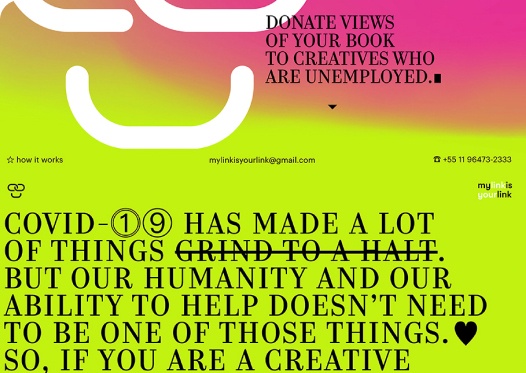 DONATE VIEWS
OF YOUR BOOK
TO CREATIVES WHO
ARE UNEMPLOYED.
☆ how it works
mylinkisyourlink@gmail.com
☎ +55 11 96473-2333
mylinkis
yourlink
COVID-①⑨ HAS MADE A LOT
OF THINGS GRIND TO A HALT.
BUT OUR HUMANITY AND OUR
ABILITY TO HELP DOESN'T NEED
TO BE ONE OF THOSE THINGS.♥
SO, IF YOU ARE A CREATIVE